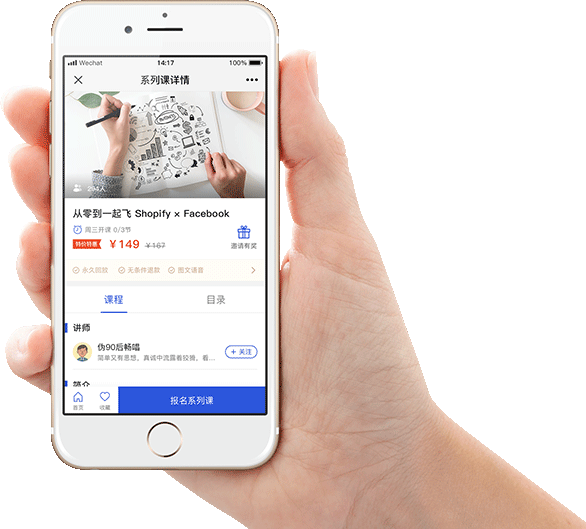 Wechat 14:17 100%
系列课详情
294人
从零到一起飞 Shopify × Facebook
周三开课 0/3节
特价特惠 ¥149 ¥167
邀请有奖
永久回放 无条件退款 图文语音
课程 目录
讲师
伪90后畅唱
简单又有思想，真诚中流露着狡猾，看...
+ 关注
简介
首页 收藏 报名系列课